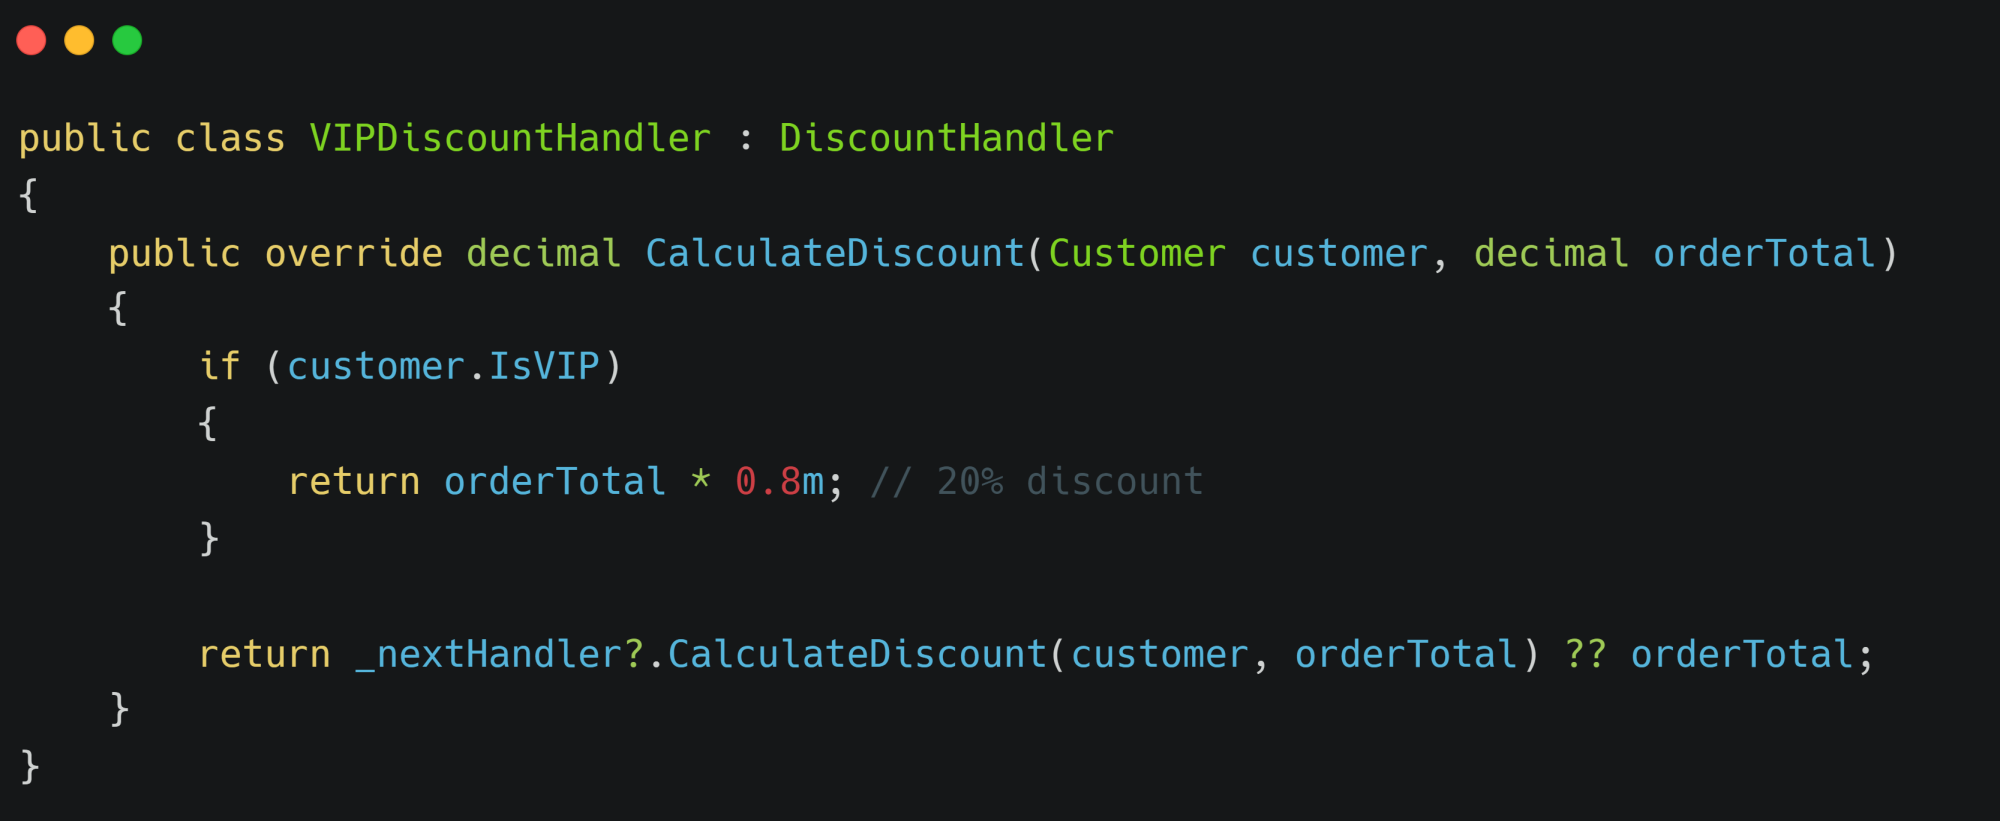 public class VIPDiscountHandler : DiscountHandler
{
    public override decimal CalculateDiscount(Customer customer, decimal orderTotal)
    {
        if (customer.IsVIP)
        {
            return orderTotal * 0.8m; // 20% discount
        }

        return _nextHandler?.CalculateDiscount(customer, orderTotal) ?? orderTotal;
    }
}